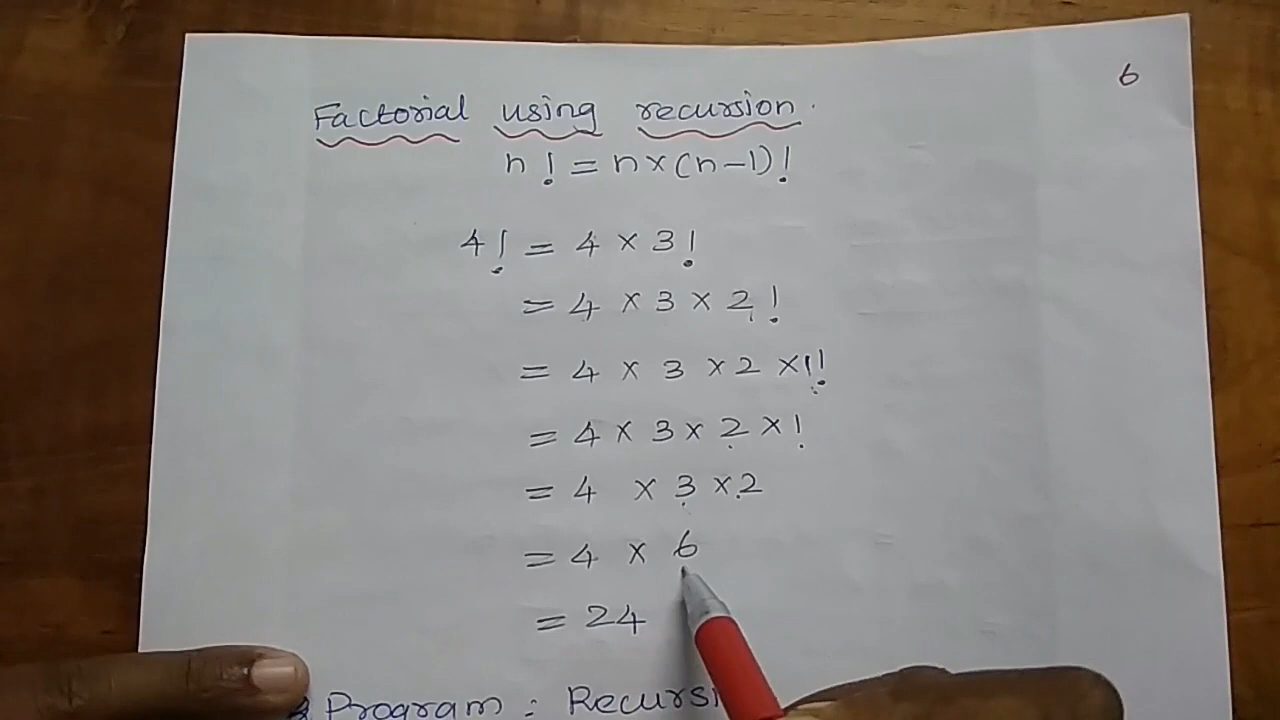 6
Factorial using recursion.
n! = n×(n-1)!
4! = 4 × 3!
= 4 × 3 × 2!
= 4 × 3 × 2 × 1!
= 4 × 3 × 2 × 1
= 4 × 3 × 2
= 4 × 6
= 24
Program : Recursi